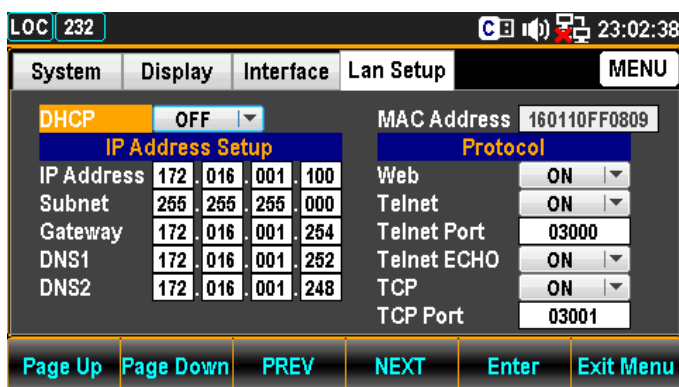 LOC 232 C 23:02:38
System Display Interface Lan Setup MENU
DHCP OFF
IP Address Setup
IP Address 172 . 016 . 001 . 100
Subnet 255 . 255 . 255 . 000
Gateway 172 . 016 . 001 . 254
DNS1 172 . 016 . 001 . 252
DNS2 172 . 016 . 001 . 248
MAC Address 160110FF0809
Protocol
Web ON
Telnet ON
Telnet Port 03000
Telnet ECHO ON
TCP ON
TCP Port 03001
Page Up Page Down PREV NEXT Enter Exit Menu